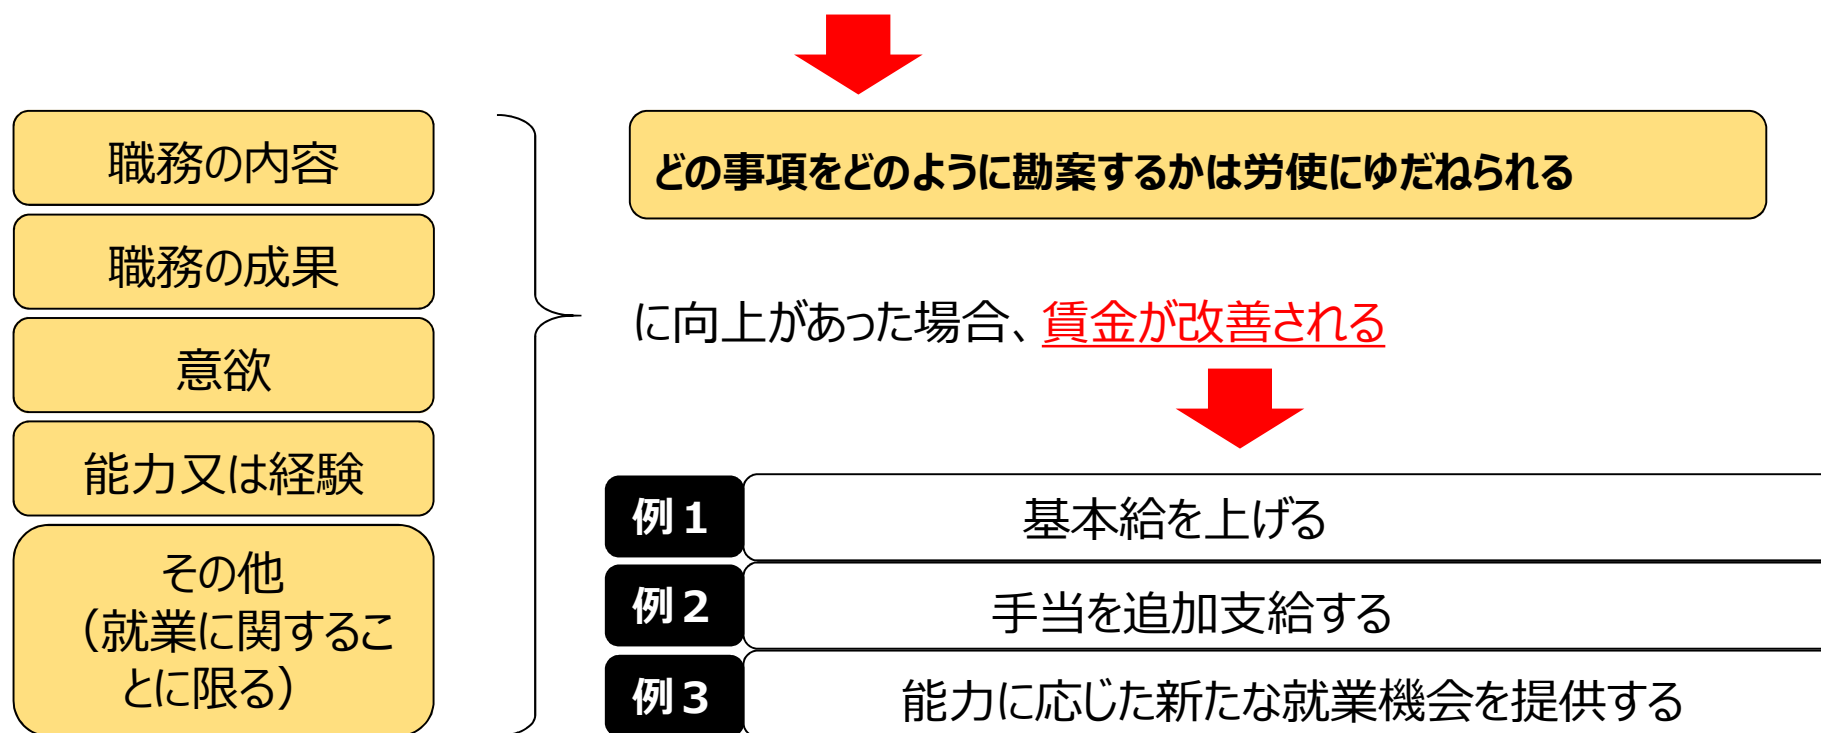 職務の内容
職務の成果
意欲
能力又は経験
その他
（就業に関するこ
とに限る）
どの事項をどのように勘案するかは労使にゆだねられる
に向上があった場合、賃金が改善される
例１ 基本給を上げる
例２ 手当を追加支給する
例３ 能力に応じた新たな就業機会を提供する